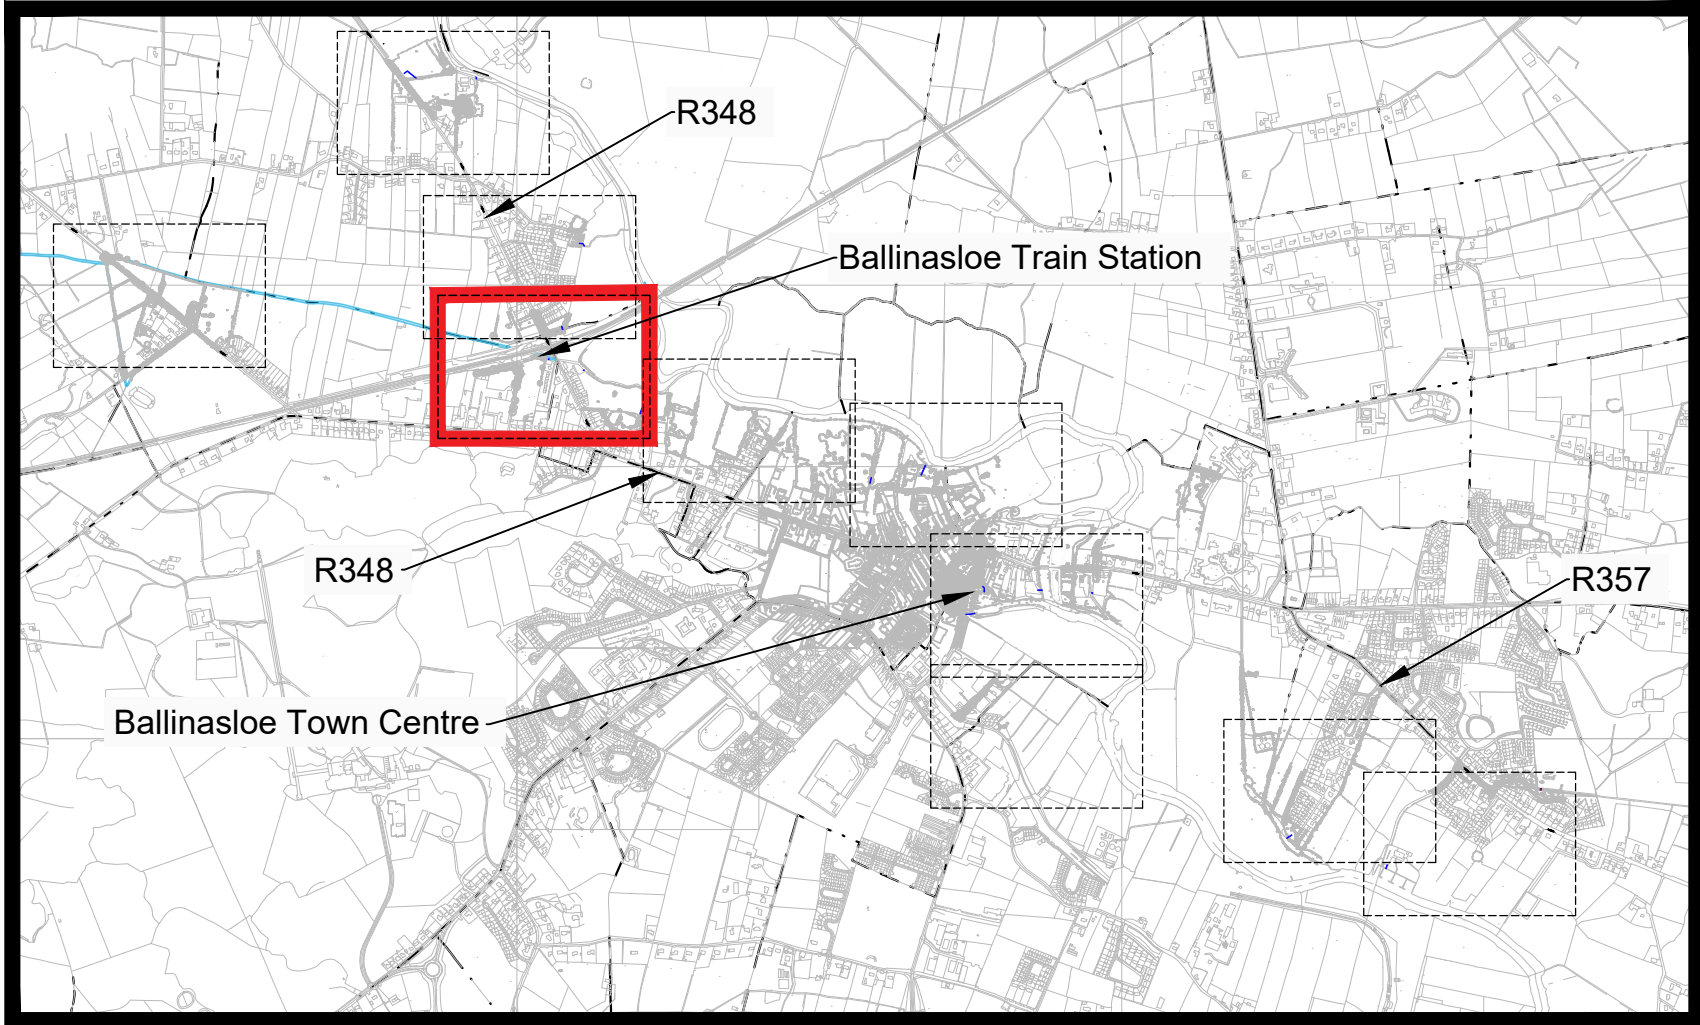 R348
Ballinasloe Train Station
R348
R357
Ballinasloe Town Centre